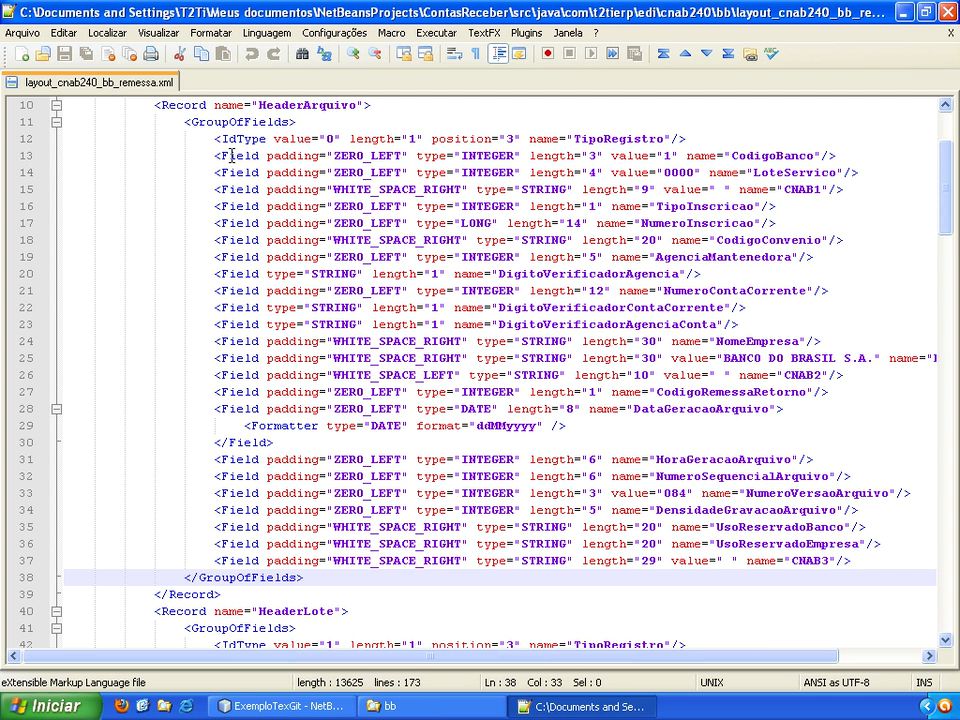 C:\Documents and Settings\T2Ti\Meus documentos\NetBeansProjects\ContasReceber\src\java\com\t2tierp\edi\cnab240\bb\layout_cnab240_bb_re...
Arquivo Editar Localizar Visualizar Formatar Linguagem Configurações Macro Executar TextFX Plugins Janela ? X
layout_cnab240_bb_remessa.xml
10 <Record name="HeaderArquivo">
11 <GroupOfFields>
12 <IdType value="0" length="1" position="3" name="TipoRegistro"/>
13 <Field padding="ZERO_LEFT" type="INTEGER" length="3" value="1" name="CodigoBanco"/>
14 <Field padding="ZERO_LEFT" type="INTEGER" length="4" value="0000" name="LoteServico"/>
15 <Field padding="WHITE_SPACE_RIGHT" type="STRING" length="9" value=" " name="CNAB1"/>
16 <Field padding="ZERO_LEFT" type="INTEGER" length="1" name="TipoInscricao"/>
17 <Field padding="ZERO_LEFT" type="LONG" length="14" name="NumeroInscricao"/>
18 <Field padding="WHITE_SPACE_RIGHT" type="STRING" length="20" name="CodigoConvenio"/>
19 <Field padding="ZERO_LEFT" type="INTEGER" length="5" name="AgenciaMantenedora"/>
20 <Field type="STRING" length="1" name="DigitoVerificadorAgencia"/>
21 <Field padding="ZERO_LEFT" type="INTEGER" length="12" name="NumeroContaCorrente"/>
22 <Field type="STRING" length="1" name="DigitoVerificadorContaCorrente"/>
23 <Field type="STRING" length="1" name="DigitoVerificadorAgenciaConta"/>
24 <Field padding="WHITE_SPACE_RIGHT" type="STRING" length="30" name="NomeEmpresa"/>
25 <Field padding="WHITE_SPACE_RIGHT" type="STRING" length="30" value="BANCO DO BRASIL S.A." name="
26 <Field padding="WHITE_SPACE_LEFT" type="STRING" length="10" value=" " name="CNAB2"/>
27 <Field padding="ZERO_LEFT" type="INTEGER" length="1" name="CodigoRemessaRetorno"/>
28 <Field padding="ZERO_LEFT" type="DATE" length="8" name="DataGeracaoArquivo">
29 <Formatter type="DATE" format="ddMMyyyy" />
30 </Field>
31 <Field padding="ZERO_LEFT" type="INTEGER" length="6" name="HoraGeracaoArquivo"/>
32 <Field padding="ZERO_LEFT" type="INTEGER" length="6" name="NumeroSequencialArquivo"/>
33 <Field padding="ZERO_LEFT" type="INTEGER" length="3" value="084" name="NumeroVersaoArquivo"/>
34 <Field padding="ZERO_LEFT" type="INTEGER" length="5" name="DensidadeGravacaoArquivo"/>
35 <Field padding="WHITE_SPACE_RIGHT" type="STRING" length="20" name="UsoReservadoBanco"/>
36 <Field padding="WHITE_SPACE_RIGHT" type="STRING" length="20" name="UsoReservadoEmpresa"/>
37 <Field padding="WHITE_SPACE_RIGHT" type="STRING" length="29" value=" " name="CNAB3"/>
38 </GroupOfFields>
39 </Record>
40 <Record name="HeaderLote">
41 <GroupOfFields>
42 <IdType value="1" length="1" position="3" name="TipoRegistro"/>
eXtensible Markup Language file length : 13625 lines : 173 Ln : 38 Col : 33 Sel : 0 UNIX ANSI as UTF-8 INS
Iniciar ExemploTexGit - NetB... bb C:\Documents and Se...